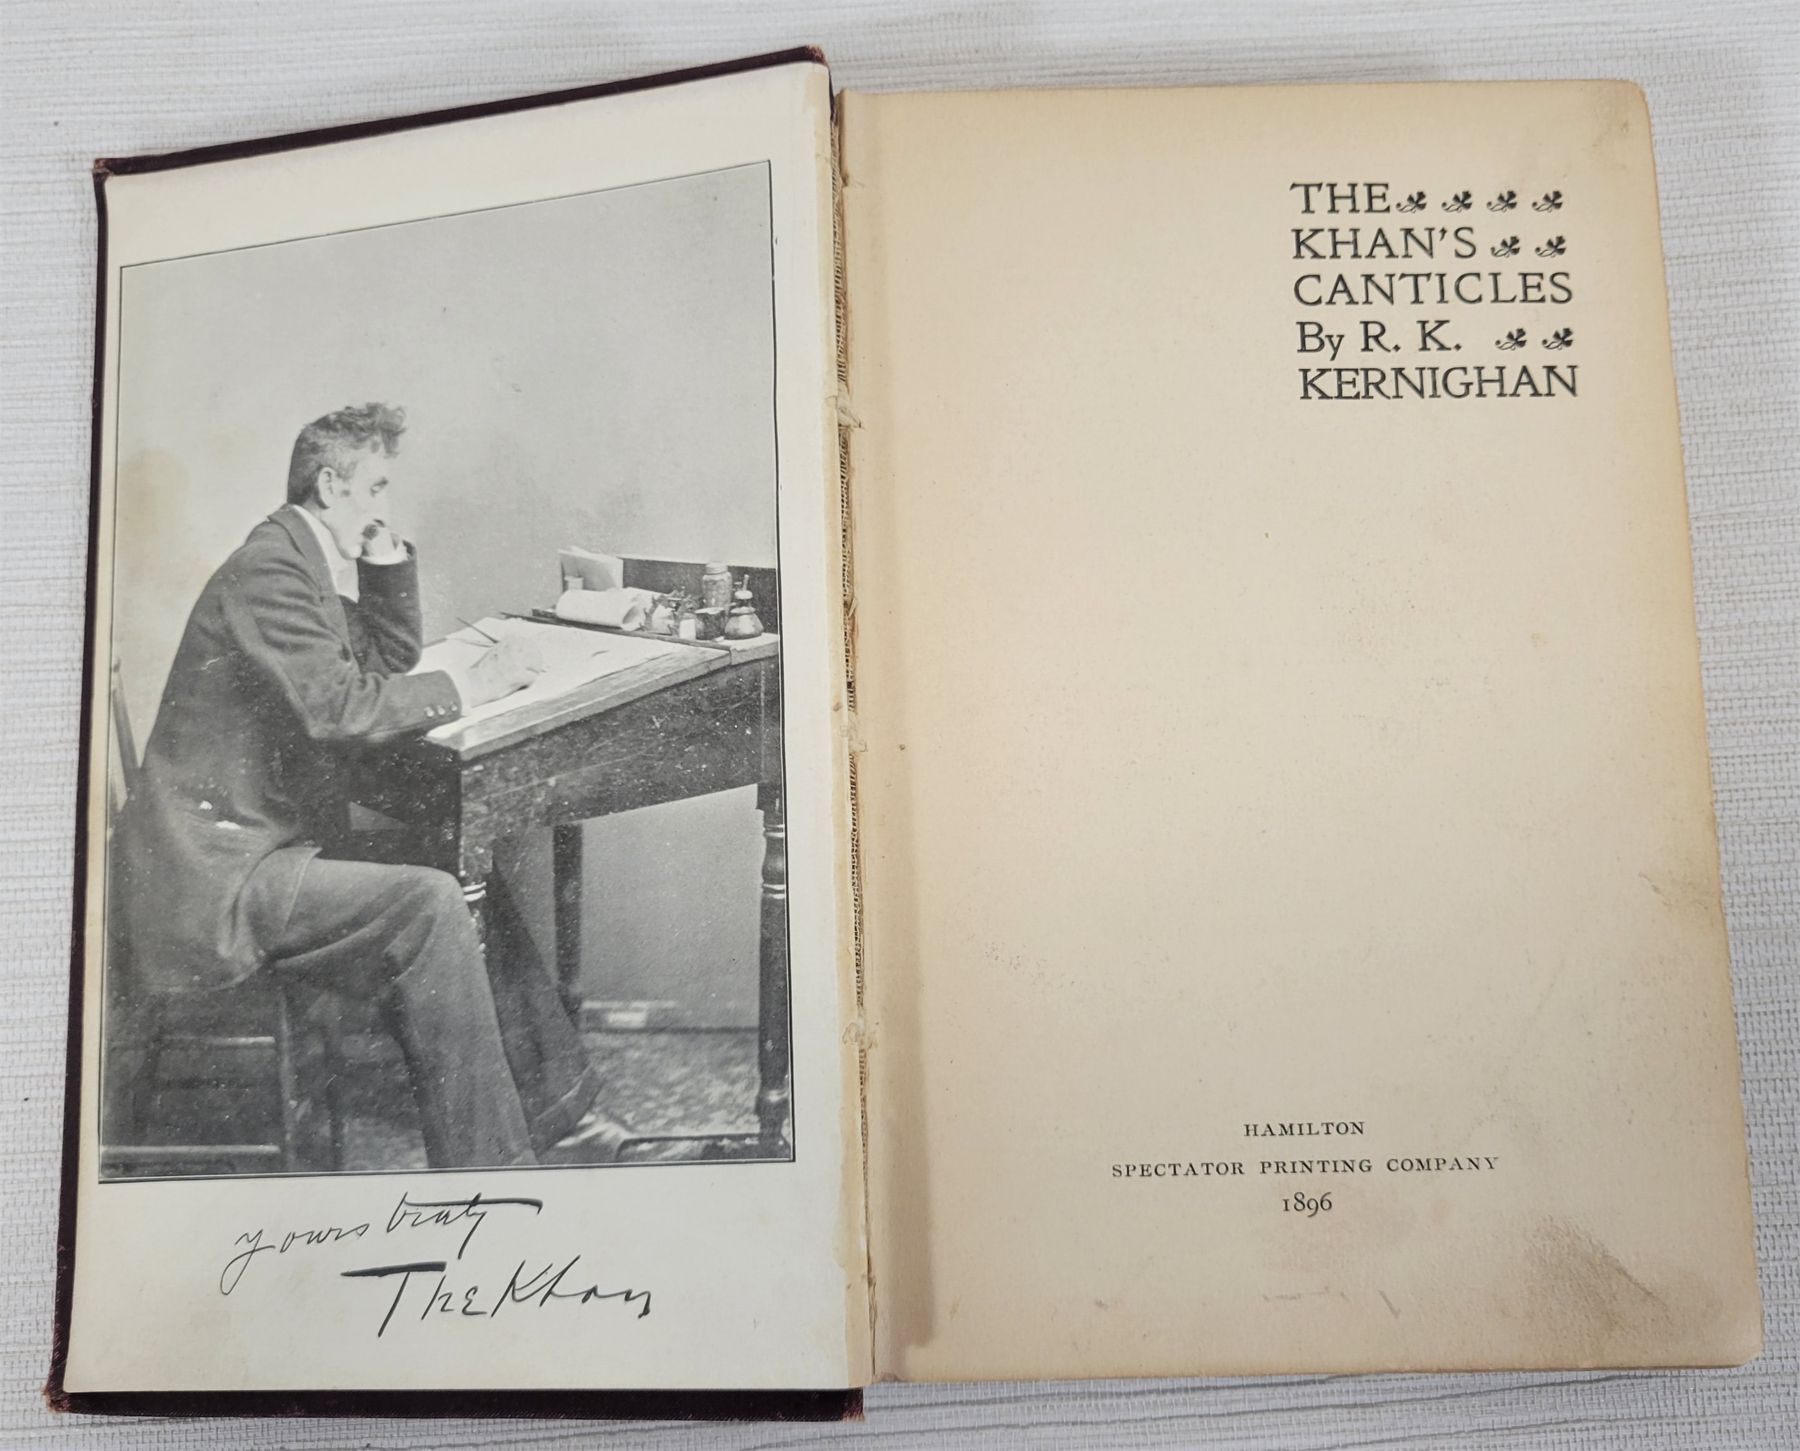 yours truly
The Khan
THE
KHAN'S
CANTICLES
By R. K.
KERNIGHAN
HAMILTON
SPECTATOR PRINTING COMPANY
1896